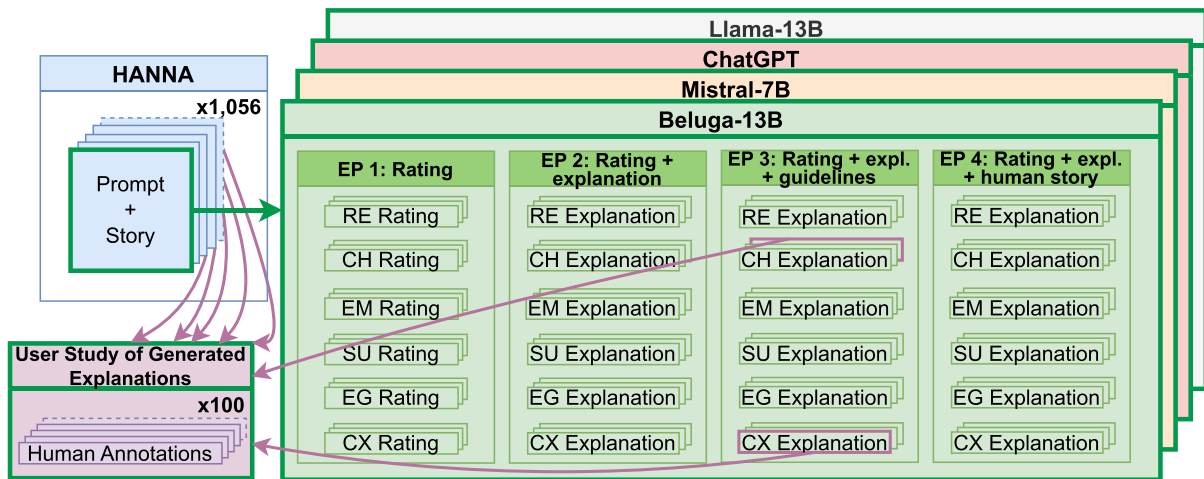 Llama-13B
ChatGPT
Mistral-7B
Beluga-13B
HANNA
x1,056
Prompt
+
Story
EP 1: Rating
RE Rating
CH Rating
EM Rating
SU Rating
EG Rating
CX Rating
EP 2: Rating +
explanation
RE Explanation
CH Explanation
EM Explanation
SU Explanation
EG Explanation
CX Explanation
EP 3: Rating + expl.
+ guidelines
RE Explanation
CH Explanation
EM Explanation
SU Explanation
EG Explanation
CX Explanation
EP 4: Rating + expl.
+ human story
RE Explanation
CH Explanation
EM Explanation
SU Explanation
EG Explanation
CX Explanation
User Study of Generated
Explanations
x100
Human Annotations